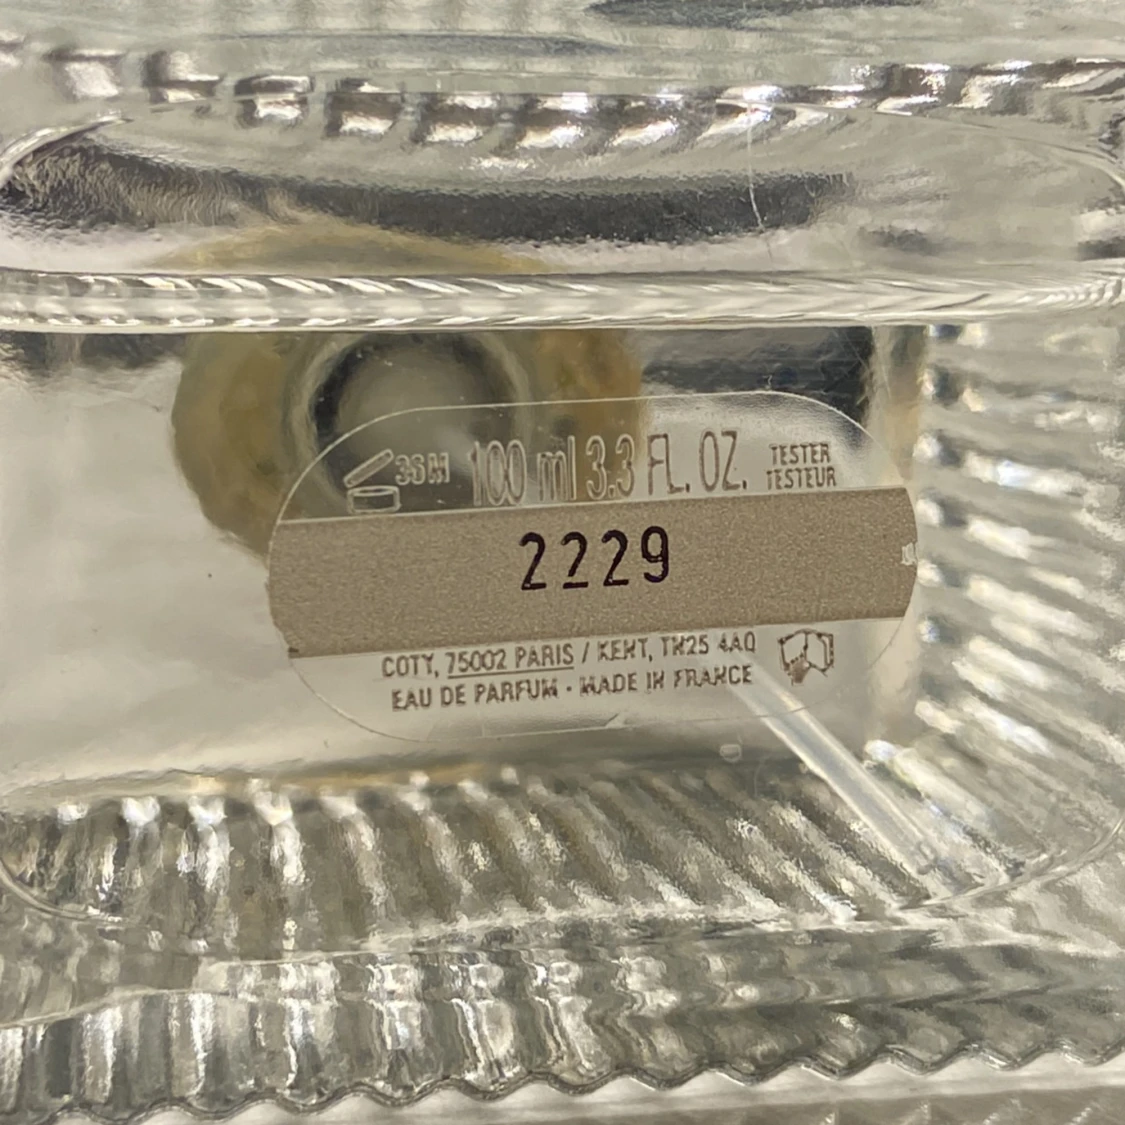 36M 100 ml 3.3 FL. OZ. TESTER
TESTEUR
2229
COTY, 75002 PARIS / KENT, TN25 4AQ
EAU DE PARFUM · MADE IN FRANCE